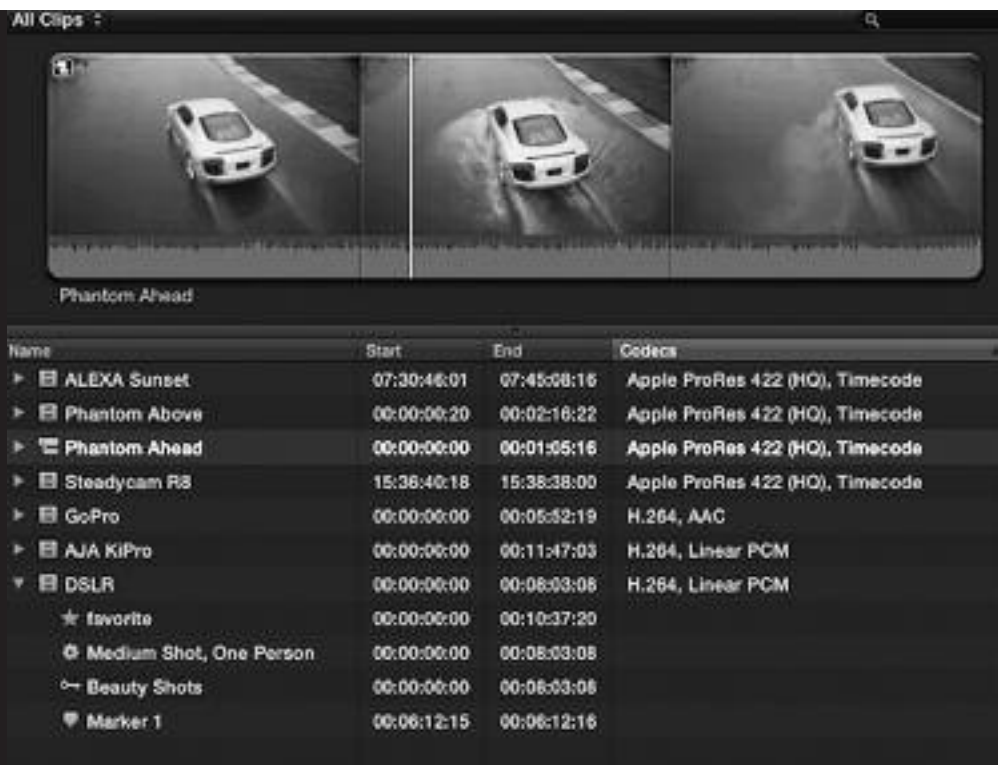 All Clips
Phantom Ahead
Name Start End Codecs
ALEXA Sunset 07:30:46:01 07:45:08:16 Apple ProRes 422 (HQ), Timecode
Phantom Above 00:00:00:20 00:02:16:22 Apple ProRes 422 (HQ), Timecode
Phantom Ahead 00:00:00:00 00:01:05:16 Apple ProRes 422 (HQ), Timecode
Steadycam R8 15:36:40:18 15:38:38:00 Apple ProRes 422 (HQ), Timecode
GoPro 00:00:00:00 00:05:52:19 H.264, AAC
AJA KiPro 00:00:00:00 00:11:47:03 H.264, Linear PCM
DSLR 00:00:00:00 00:08:03:08 H.264, Linear PCM
favorite 00:00:00:00 00:10:37:20
Medium Shot, One Person 00:00:00:00 00:08:03:08
Beauty Shots 00:00:00:00 00:08:03:08
Marker 1 00:06:12:15 00:06:12:16